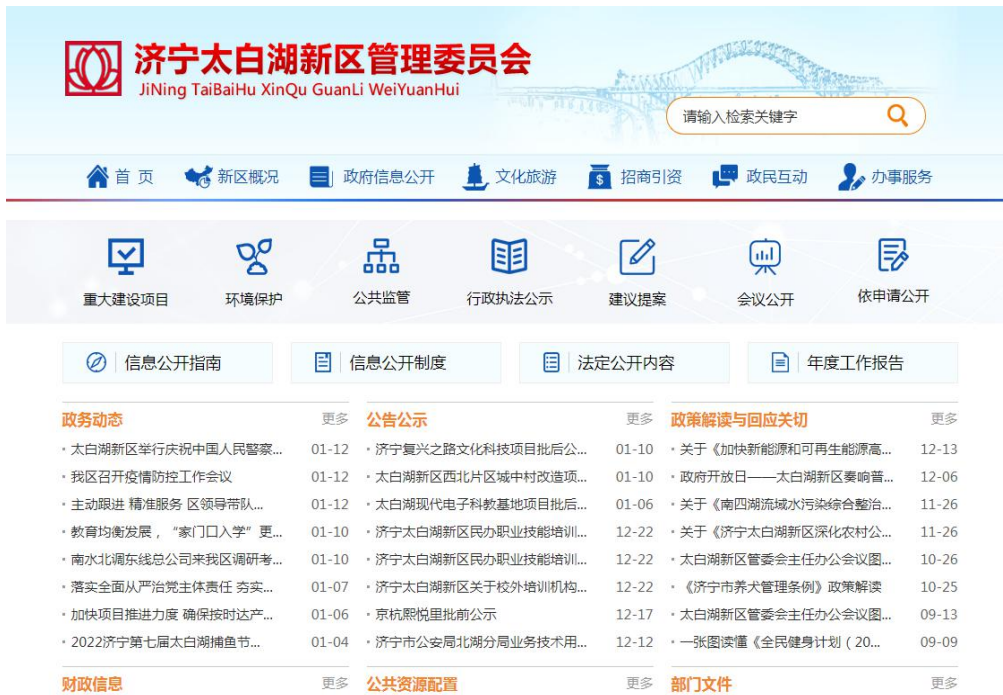 济宁太白湖新区管理委员会
JiNing TaiBaiHu XinQu GuanLi WeiYuanHui
请输入检索关键字
首 页 新区概况 政府信息公开 文化旅游 招商引资 政民互动 办事服务
重大建设项目 环境保护 公共监管 行政执法公示 建议提案 会议公开 依申请公开
信息公开指南 信息公开制度 法定公开内容 年度工作报告
政务动态 更多
· 太白湖新区举行庆祝中国人民警察... 01-12
· 我区召开疫情防控工作会议 01-12
· 主动跟进 精准服务 区领导带队... 01-12
· 教育均衡发展，“家门口入学”更... 01-10
· 南水北调东线总公司来我区调研考... 01-10
· 落实全面从严治党主体责任 夯实... 01-07
· 加快项目推进力度 确保按时达产... 01-06
· 2022济宁第七届太白湖捕鱼节... 01-04
公告公示 更多
· 济宁复兴之路文化科技项目批后公... 01-10
· 太白湖新区西北片区城中村改造项... 01-10
· 太白湖现代电子科教基地项目批后... 01-06
· 济宁太白湖新区民办职业技能培训... 12-22
· 济宁太白湖新区民办职业技能培训... 12-22
· 济宁太白湖新区关于校外培训机构... 12-22
· 京杭熙悦里批前公示 12-17
· 济宁市公安局北湖分局业务技术用... 12-12
政策解读与回应关切 更多
· 关于《加快新能源和可再生能源高... 12-13
· 政府开放日——太白湖新区奏响普... 12-06
· 关于《南四湖流域水污染综合整治... 11-26
· 关于《济宁太白湖新区深化农村公... 11-26
· 太白湖新区管委会主任办公会议图... 10-26
· 《济宁市养犬管理条例》政策解读 10-25
· 太白湖新区管委会主任办公会议图... 09-13
· 一张图读懂《全民健身计划（20... 09-09
财政信息 更多
公共资源配置 更多
部门文件 更多